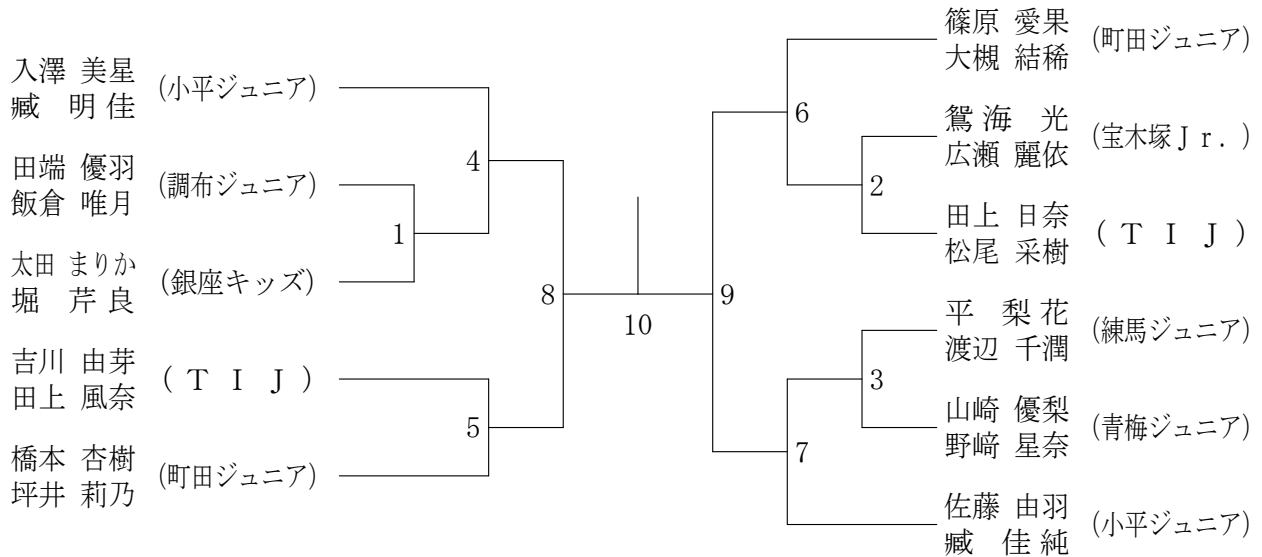 入澤 美星
臧 明佳
(小平ジュニア)
田端 優羽
飯倉 唯月
(調布ジュニア)
太田 まりか
堀 芹良
(銀座キッズ)
吉川 由芽
田上 風奈
(TIJ)
橋本 杏樹
坪井 莉乃
(町田ジュニア)
4
1
8
5
10
9
6
2
3
7
篠原 愛果
大槻 結稀
(町田ジュニア)
鴛海 光
広瀬 麗依
(宝木塚Jr.)
田上 日奈
松尾 采樹
(TIJ)
平 梨花
渡辺 千潤
(練馬ジュニア)
山崎 優梨
野﨑 星奈
(青梅ジュニア)
佐藤 由羽
臧 佳純
(小平ジュニア)